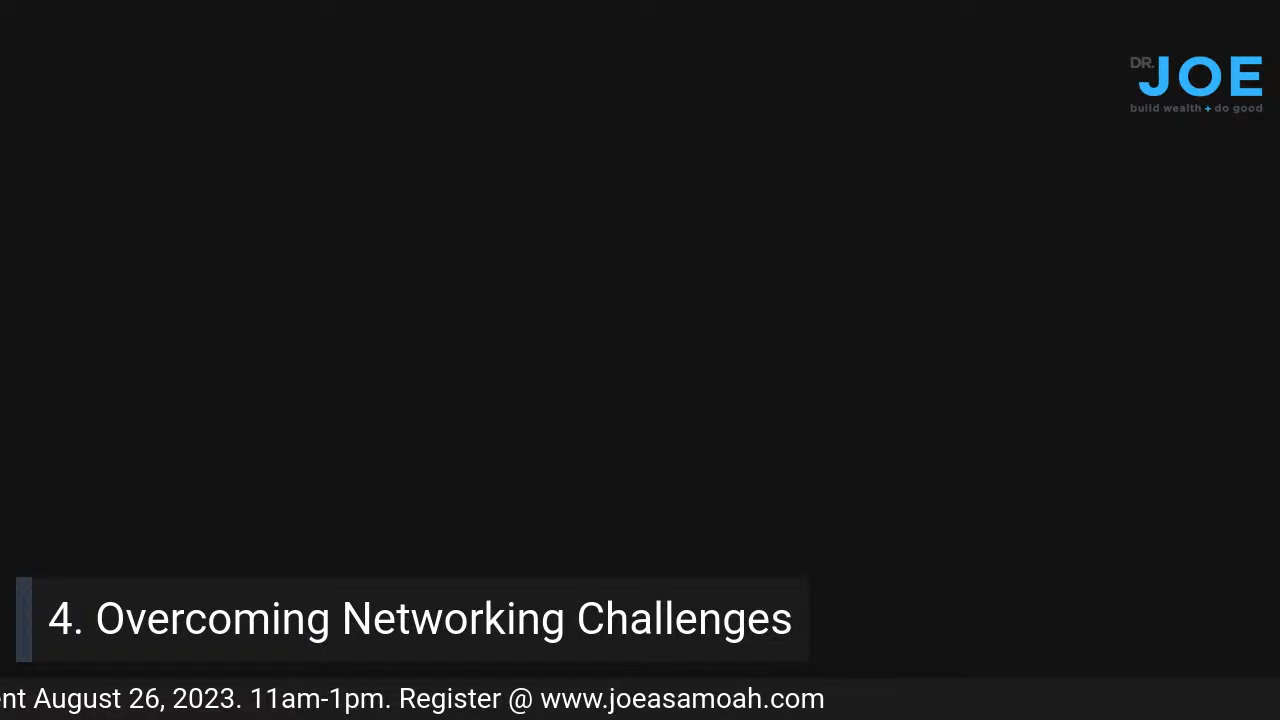 DR.
JOE
build wealth + do good
4. Overcoming Networking Challenges
nt August 26, 2023. 11am-1pm. Register @ www.joeasamoah.com